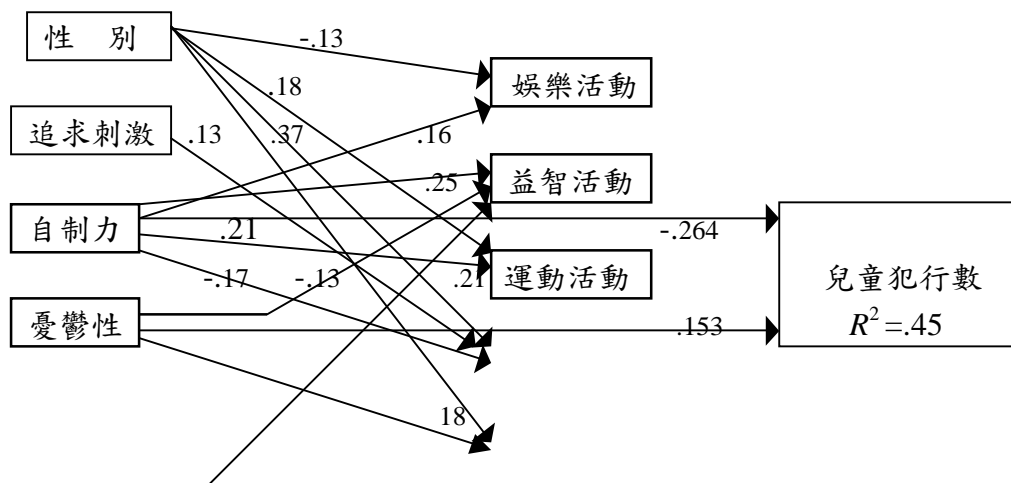 性 別
-.13
娛樂活動
.18
追求刺激
.13
.37
.16
益智活動
.25
自制力
.21
-.264
-.17
-.13
.21
運動活動
兒童犯行數
憂鬱性
.153
R² =.45
18